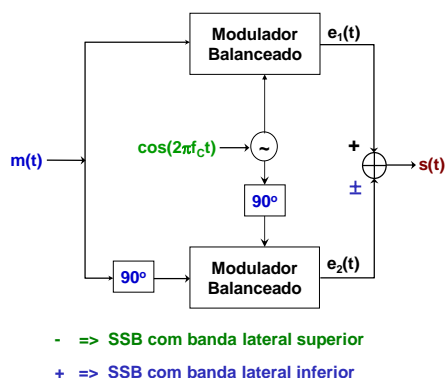 Modulador
Balanceado
e1(t)
cos(2πfCt)
~
+
m(t)
s(t)
±
90º
90º
Modulador
Balanceado
e2(t)
- => SSB com banda lateral superior
+ => SSB com banda lateral inferior